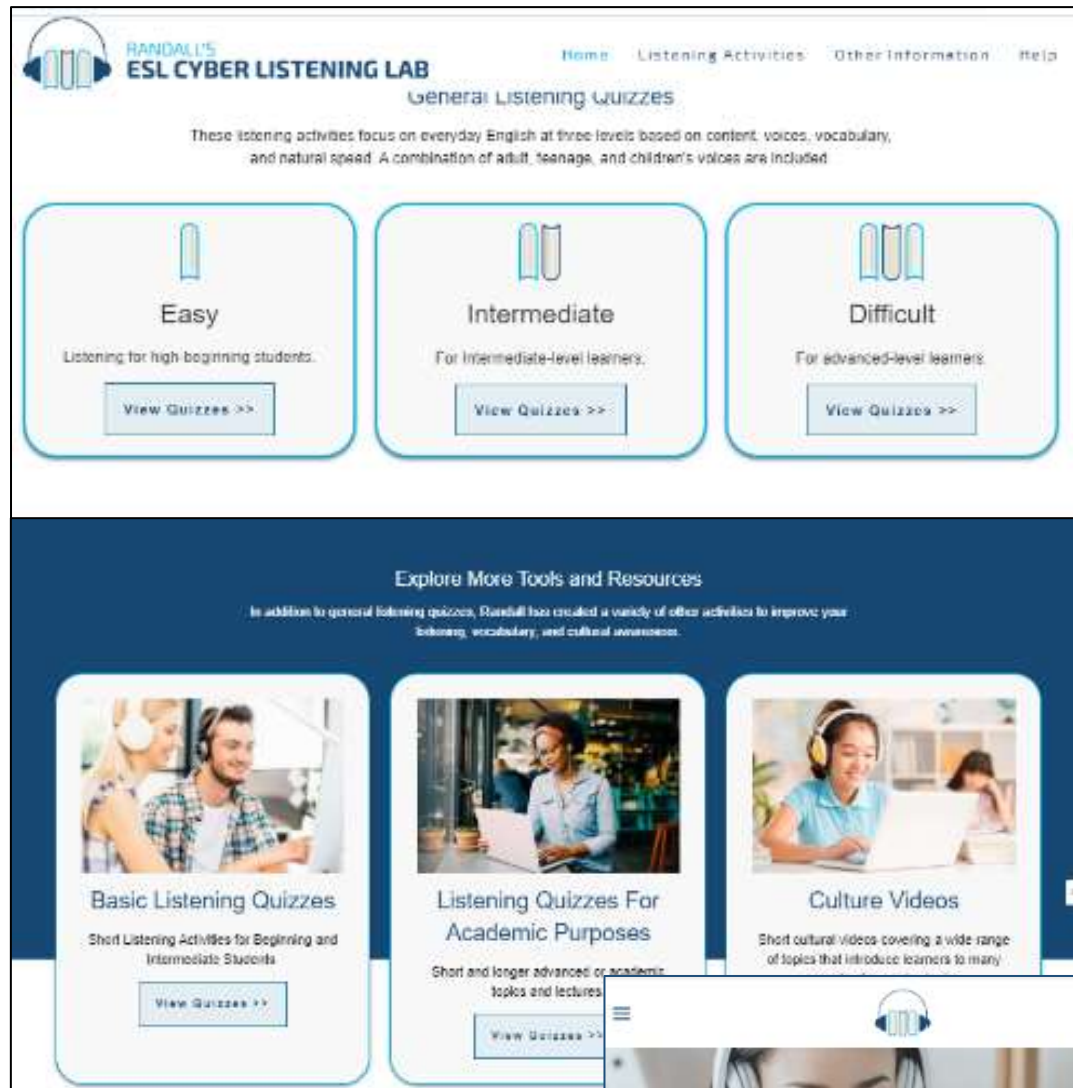 RANDALL'S
ESL CYBER LISTENING LAB
Home Listening Activities Other Information Help
General Listening Quizzes
These listening activities focus on everyday English at three levels based on content, voices, vocabulary,
and natural speed. A combination of adult, teenage, and children's voices are included
Easy
Listening for high-beginning students.
View Quizzes >>
Intermediate
For Intermediate-level learners.
View Quizzes >>
Difficult
For advanced-level learners.
View Quizzes >>
Explore More Tools and Resources
In addition to general listening quizzes, Randall has created a variety of other activities to improve your
listening, vocabulary, and cultural awareness.
Basic Listening Quizzes
Short Listening Activities for Beginning and
Intermediate Students
View Quizzes >>
Listening Quizzes For
Academic Purposes
Short and longer advanced or academic
topics and lectures.
View Quizzes >>
Culture Videos
Short cultural videos covering a wide range
of topics that introduce learners to many